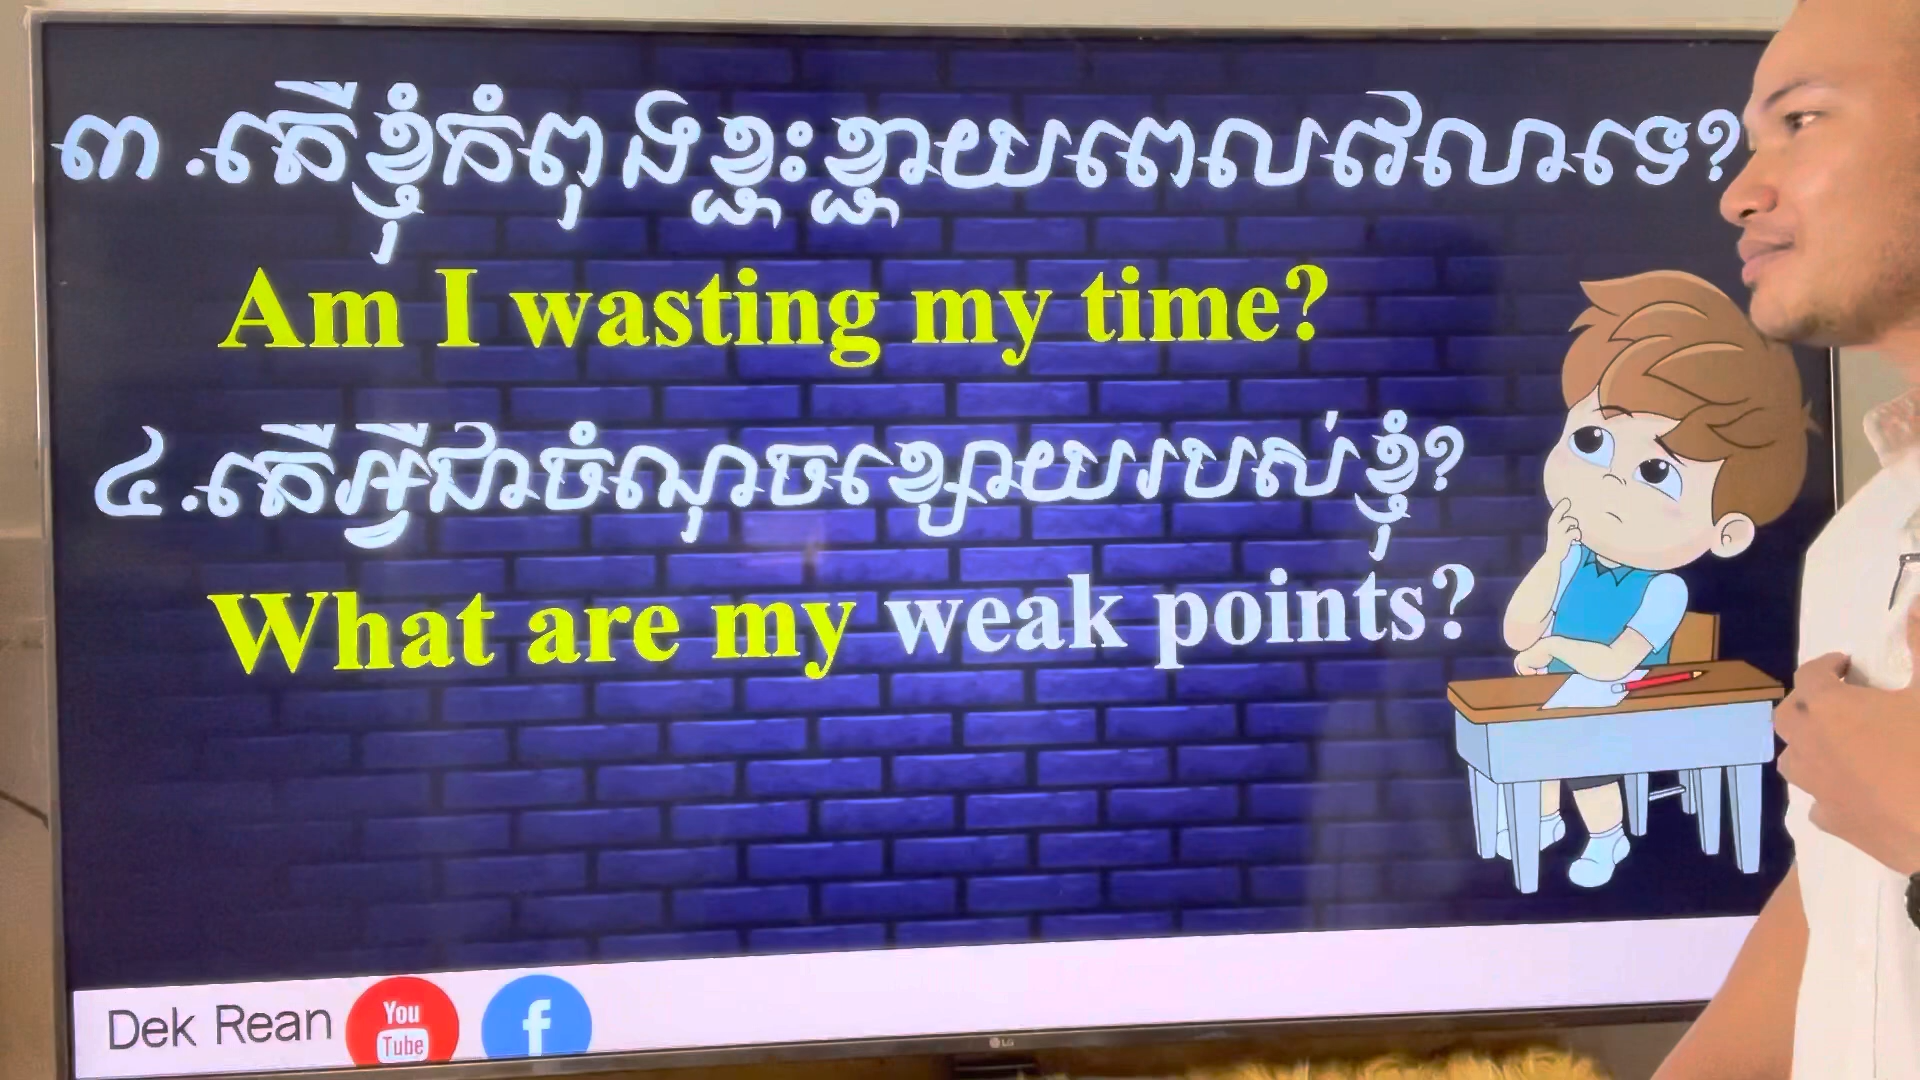 ៣.តើខ្ញុំកំពុងខ្ជះខ្ជាយពេលវេលាទេ?
Am I wasting my time?
៤.តើអ្វីជាចំណុចខ្សោយរបស់ខ្ញុំ?
What are my weak points?
Dek Rean
You
Tube
f
LG